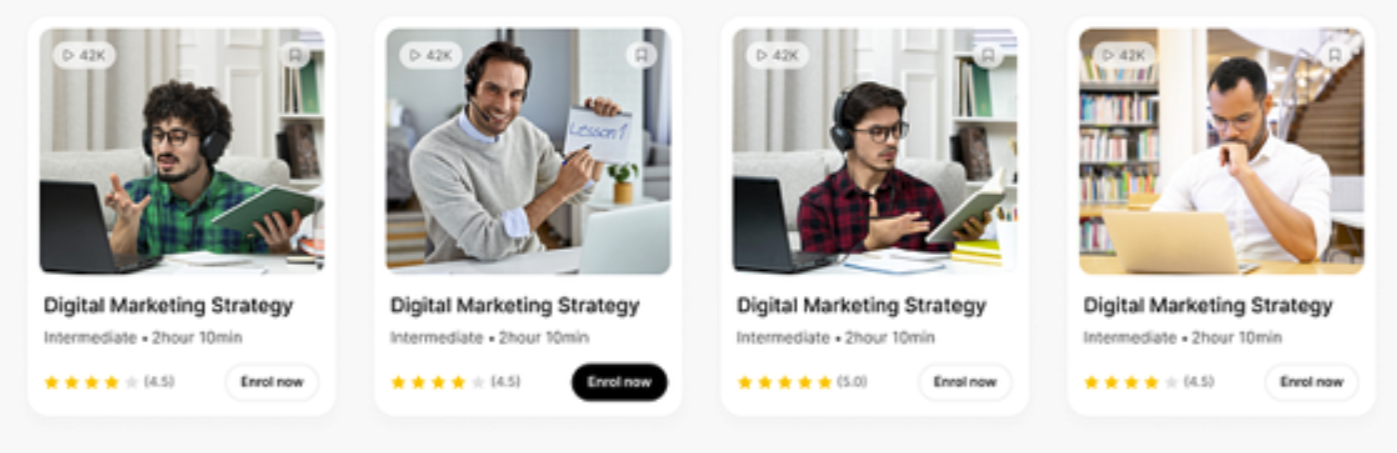 42K
Digital Marketing Strategy
Intermediate • 2hour 10min
(4.5)
Enrol now
42K
Lesson 1
Digital Marketing Strategy
Intermediate • 2hour 10min
(4.5)
Enrol now
42K
Digital Marketing Strategy
Intermediate • 2hour 10min
(5.0)
Enrol now
42K
Digital Marketing Strategy
Intermediate • 2hour 10min
(4.5)
Enrol now